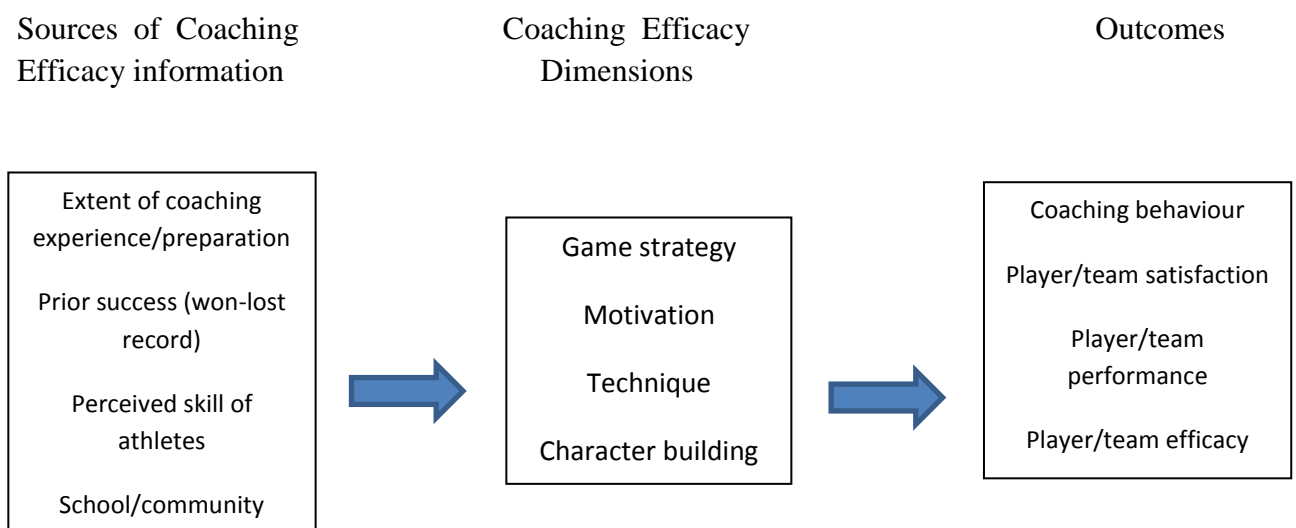 Sources of Coaching
Efficacy information
Coaching Efficacy
Dimensions
Outcomes
Extent of coaching
experience/preparation
Prior success (won-lost
record)
Perceived skill of
athletes
School/community
Game strategy
Motivation
Technique
Character building
Coaching behaviour
Player/team satisfaction
Player/team
performance
Player/team efficacy